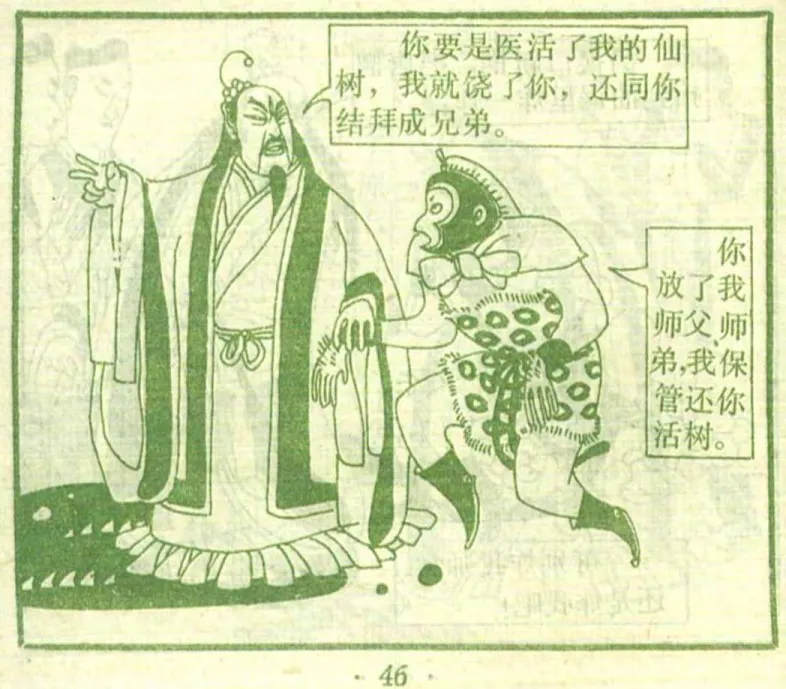 你要是医活了我的仙
树，我就饶了你，还同你
结拜成兄弟。
你
放了我
师父、师
弟，我保
管还你
活树。
· 46 ·